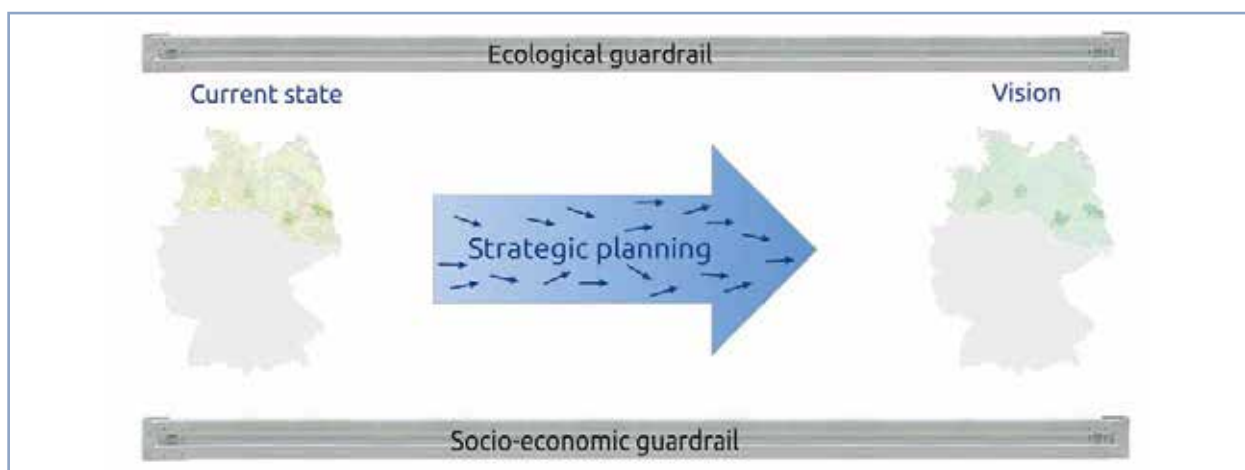 Ecological guardrail
Current state
Vision
Strategic planning
Socio-economic guardrail